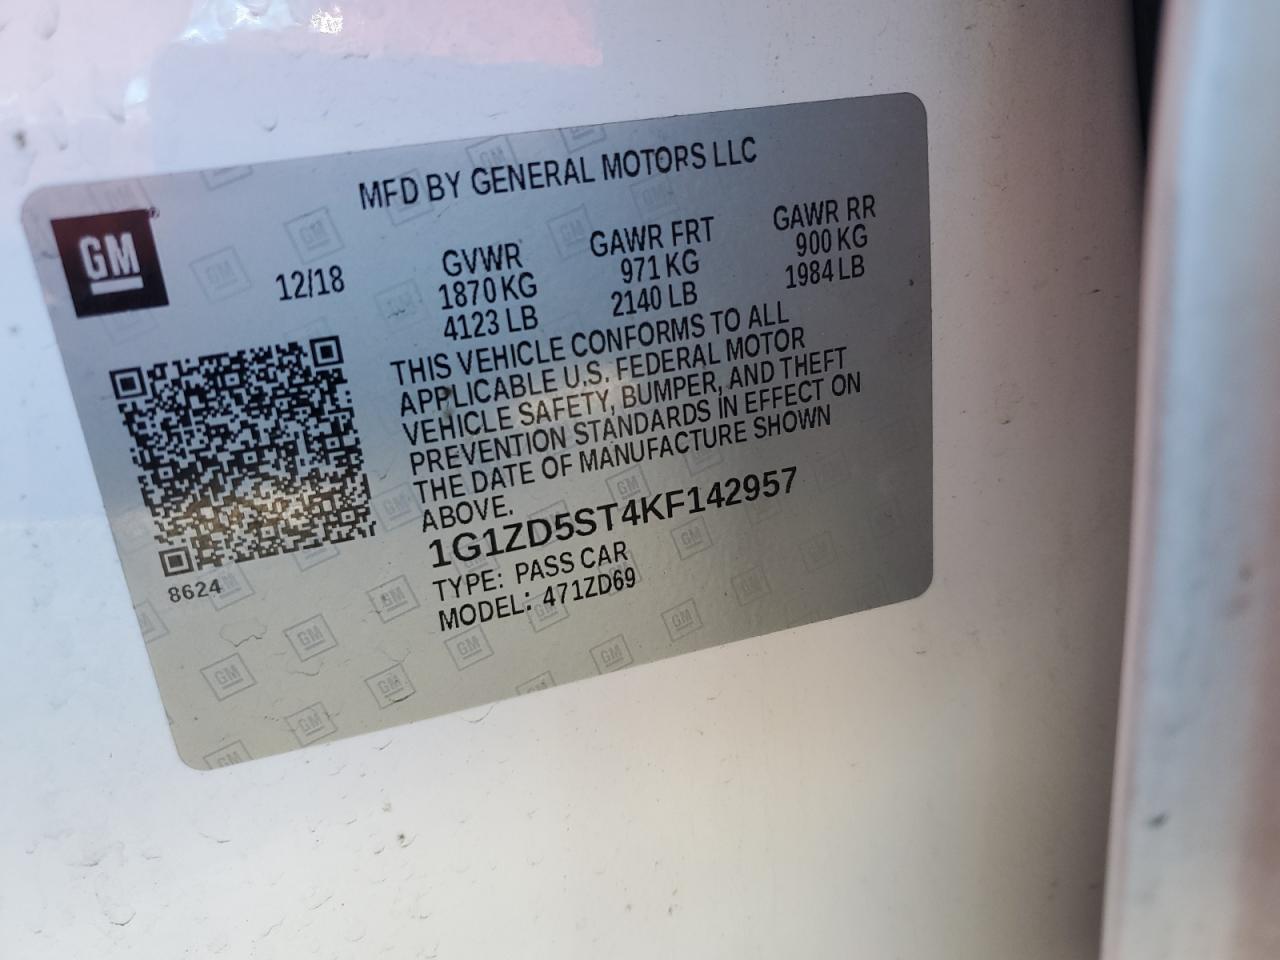 MFD BY GENERAL MOTORS LLC
GM
12/18
GVWR GAWR FRT GAWR RR
1870 KG 971 KG 900 KG
4123 LB 2140 LB 1984 LB
THIS VEHICLE CONFORMS TO ALL
APPLICABLE U.S. FEDERAL MOTOR
VEHICLE SAFETY, BUMPER, AND THEFT
PREVENTION STANDARDS IN EFFECT ON
THE DATE OF MANUFACTURE SHOWN
ABOVE.
1G1ZD5ST4KF142957
TYPE: PASS CAR
MODEL: 471ZD69
8624